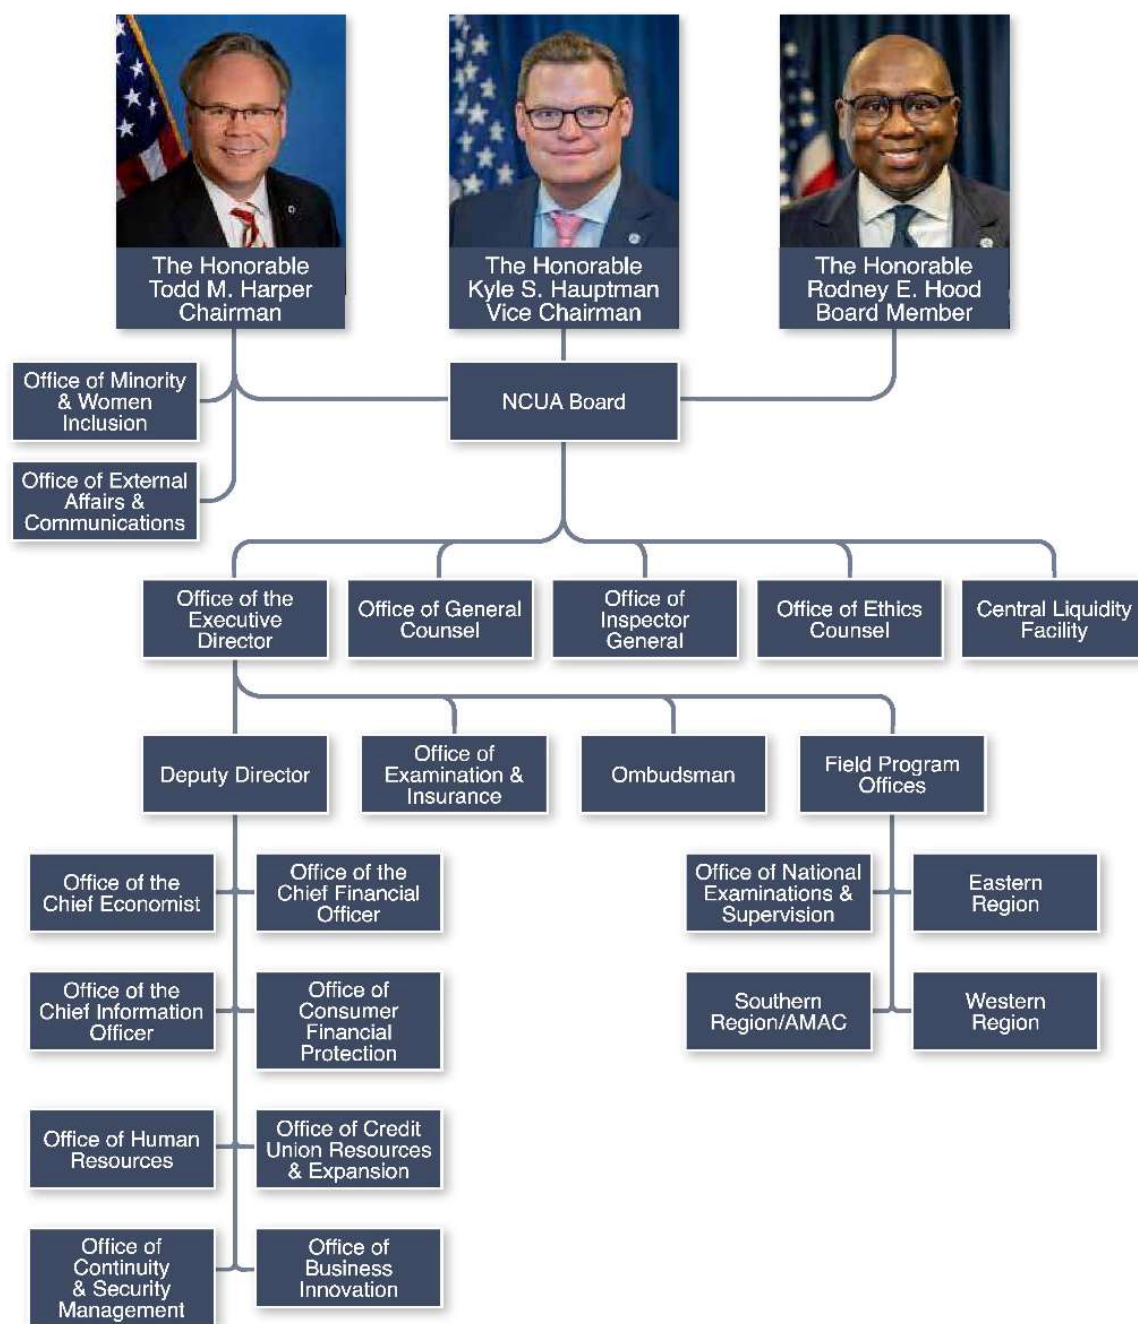 The Honorable
Todd M. Harper
Chairman
The Honorable
Kyle S. Hauptman
Vice Chairman
The Honorable
Rodney E. Hood
Board Member
Office of Minority
& Women
Inclusion
NCUA Board
Office of External
Affairs &
Communications
Office of the
Executive
Director
Office of General
Counsel
Office of
Inspector
General
Office of Ethics
Counsel
Central Liquidity
Facility
Deputy Director
Office of
Examination &
Insurance
Ombudsman
Field Program
Offices
Office of the
Chief Economist
Office of the
Chief Financial
Officer
Office of National
Examinations &
Supervision
Eastern
Region
Office of the
Chief Information
Officer
Office of
Consumer
Financial
Protection
Southern
Region/AMAC
Western
Region
Office of Human
Resources
Office of Credit
Union Resources
& Expansion
Office of
Continuity
& Security
Management
Office of
Business
Innovation